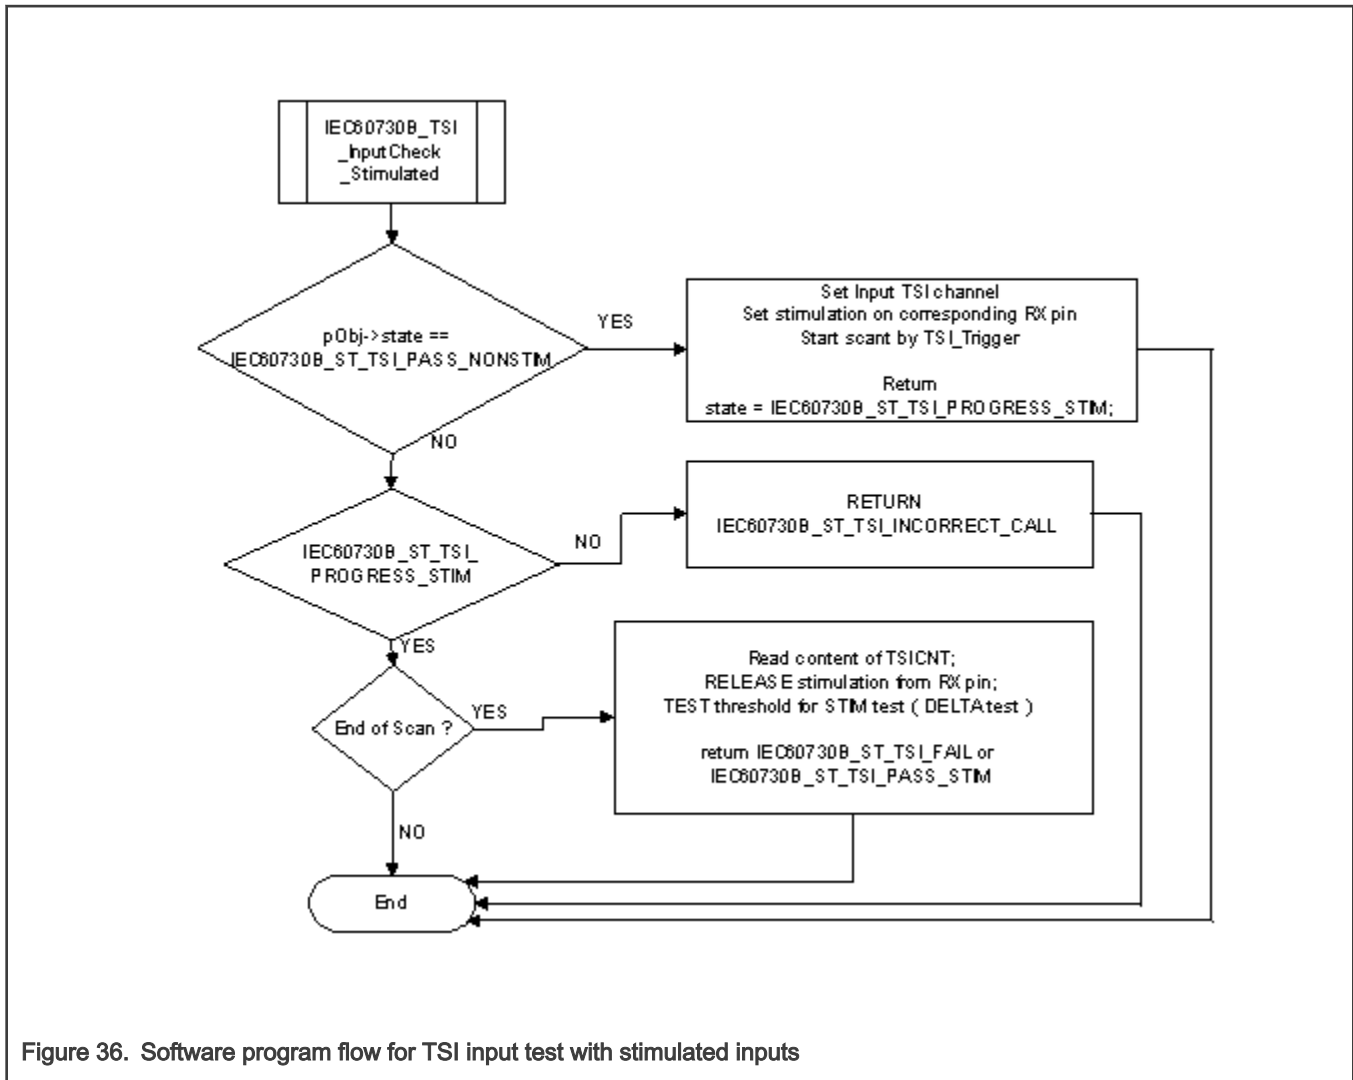 IEC60730B_TSI
_InputCheck
_Stimulated
pObj->state ==
IEC60730B_ST_TSI_PASS_NONSTIM
YES
Set Input TSI channel
Set stimulation on corresponding RX pin
Start scant by TSI_Trigger
Return
state = IEC60730B_ST_TSI_PROGRESS_STIM;
NO
IEC60730B_ST_TSI_
PROGRESS_STIM
NO
RETURN
IEC60730B_ST_TSI_INCORRECT_CALL
YES
End of Scan ?
YES
Read content of TSICNT;
RELEASE stimulation from RX pin;
TEST threshold for STIM test ( DELTA test )
return IEC60730B_ST_TSI_FAIL or
IEC60730B_ST_TSI_PASS_STIM
NO
End
Figure 36. Software program flow for TSI input test with stimulated inputs